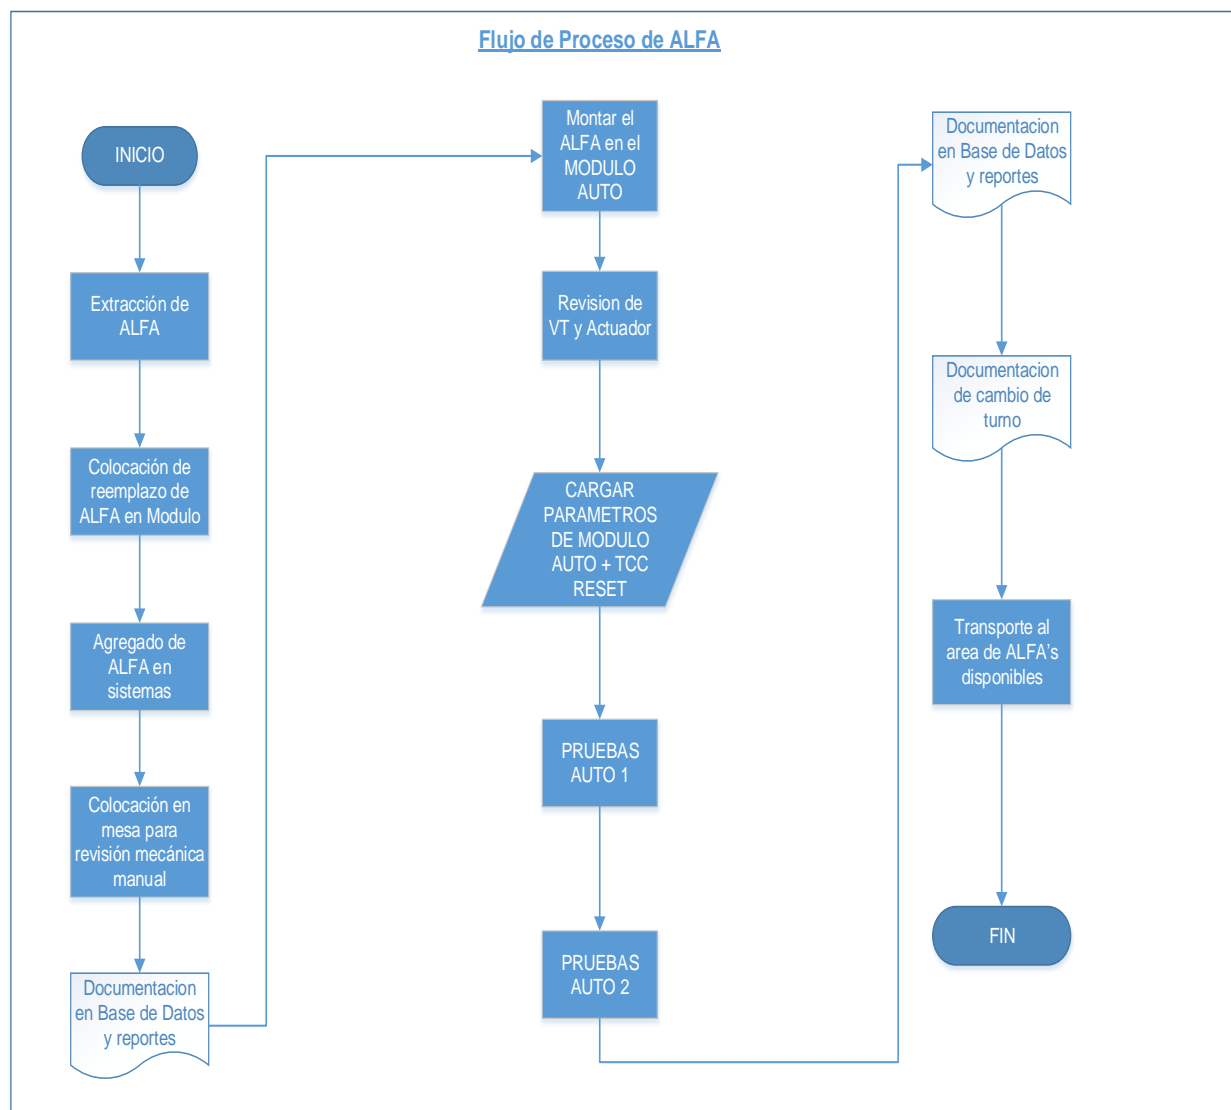 Flujo de Proceso de ALFA
INICIO
Extracción de
ALFA
Colocación de
reemplazo de
ALFA en Modulo
Agregado de
ALFA en
sistemas
Colocación en
mesa para
revisión mecánica
manual
Documentacion
en Base de Datos
y reportes
Montar el
ALFA en el
MODULO
AUTO
Revision de
VT y Actuador
CARGAR
PARAMETROS
DE MODULO
AUTO + TCC
RESET
PRUEBAS
AUTO 1
PRUEBAS
AUTO 2
Documentacion
en Base de Datos
y reportes
Documentacion
de cambio de
turno
Transporte al
area de ALFA’s
disponibles
FIN